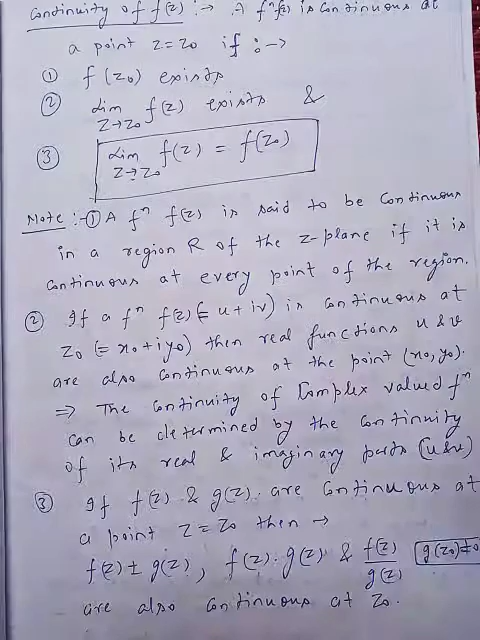 Continuity of f(z) :→ A fⁿ f(z) is continuous at
a point z = z₀ if :→
① f(z₀) exists
② lim z→z₀ f(z) exists &
③ lim z→z₀ f(z) = f(z₀)
Note :- ① A fⁿ f(z) is said to be continuous
in a region R of the z-plane if it is
continuous at every point of the region.
② If a fⁿ f(z) (= u + iv) is continuous at
z₀ (= x₀ + iy₀) then real functions u & v
are also continuous at the point (x₀, y₀).
⇒ The continuity of Complex valued fⁿ
can be determined by the continuity
of its real & imaginary parts (u & v)
③ If f(z) & g(z) are continuous at
a point z = z₀ then →
f(z) ± g(z), f(z)·g(z) & f(z)/g(z) g(z₀) ≠ 0
are also continuous at z₀.